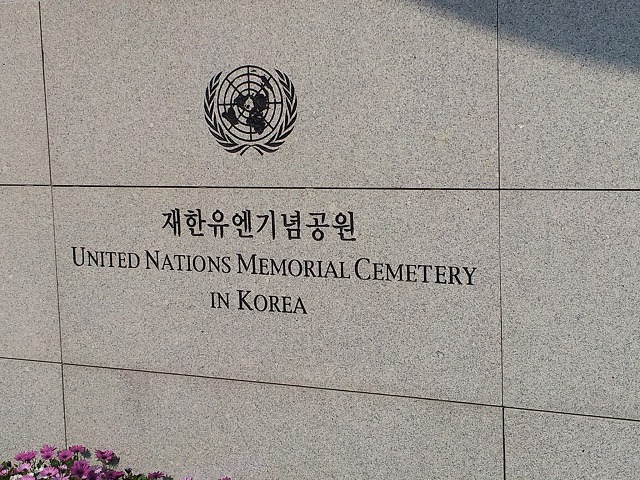 재한유엔기념공원
UNITED NATIONS MEMORIAL CEMETERY
IN KOREA